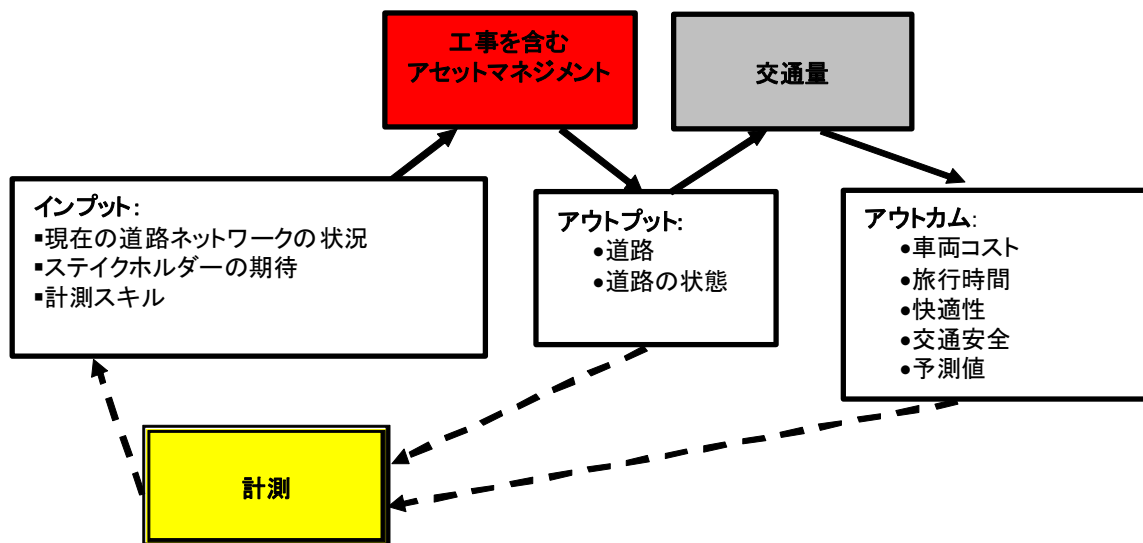 工事を含む
アセットマネジメント
交通量
インプット:
▪現在の道路ネットワークの状況
▪ステイクホルダーの期待
▪計測スキル
アウトプット:
●道路
●道路の状態
アウトカム:
●車両コスト
●旅行時間
●快適性
●交通安全
●予測値
計測